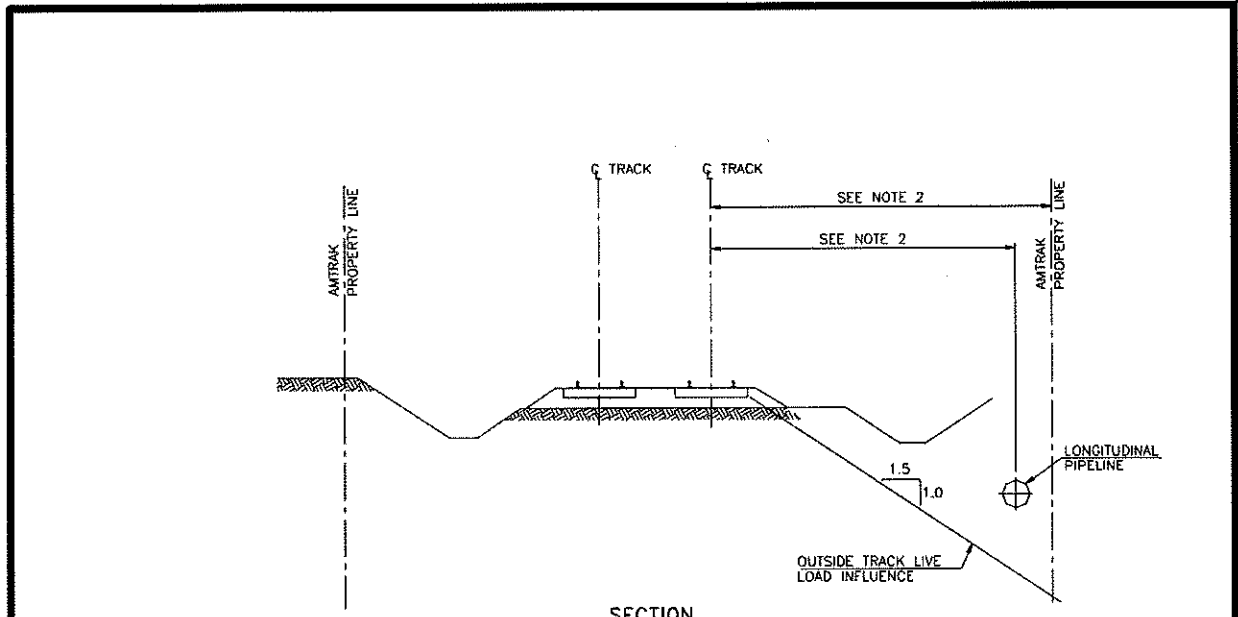 ℄ TRACK
℄ TRACK
SEE NOTE 2
SEE NOTE 2
AMTRAK
PROPERTY LINE
AMTRAK
PROPERTY LINE
LONGITUDINAL
PIPELINE
1.5
1.0
OUTSIDE TRACK LIVE
LOAD INFLUENCE
SECTION